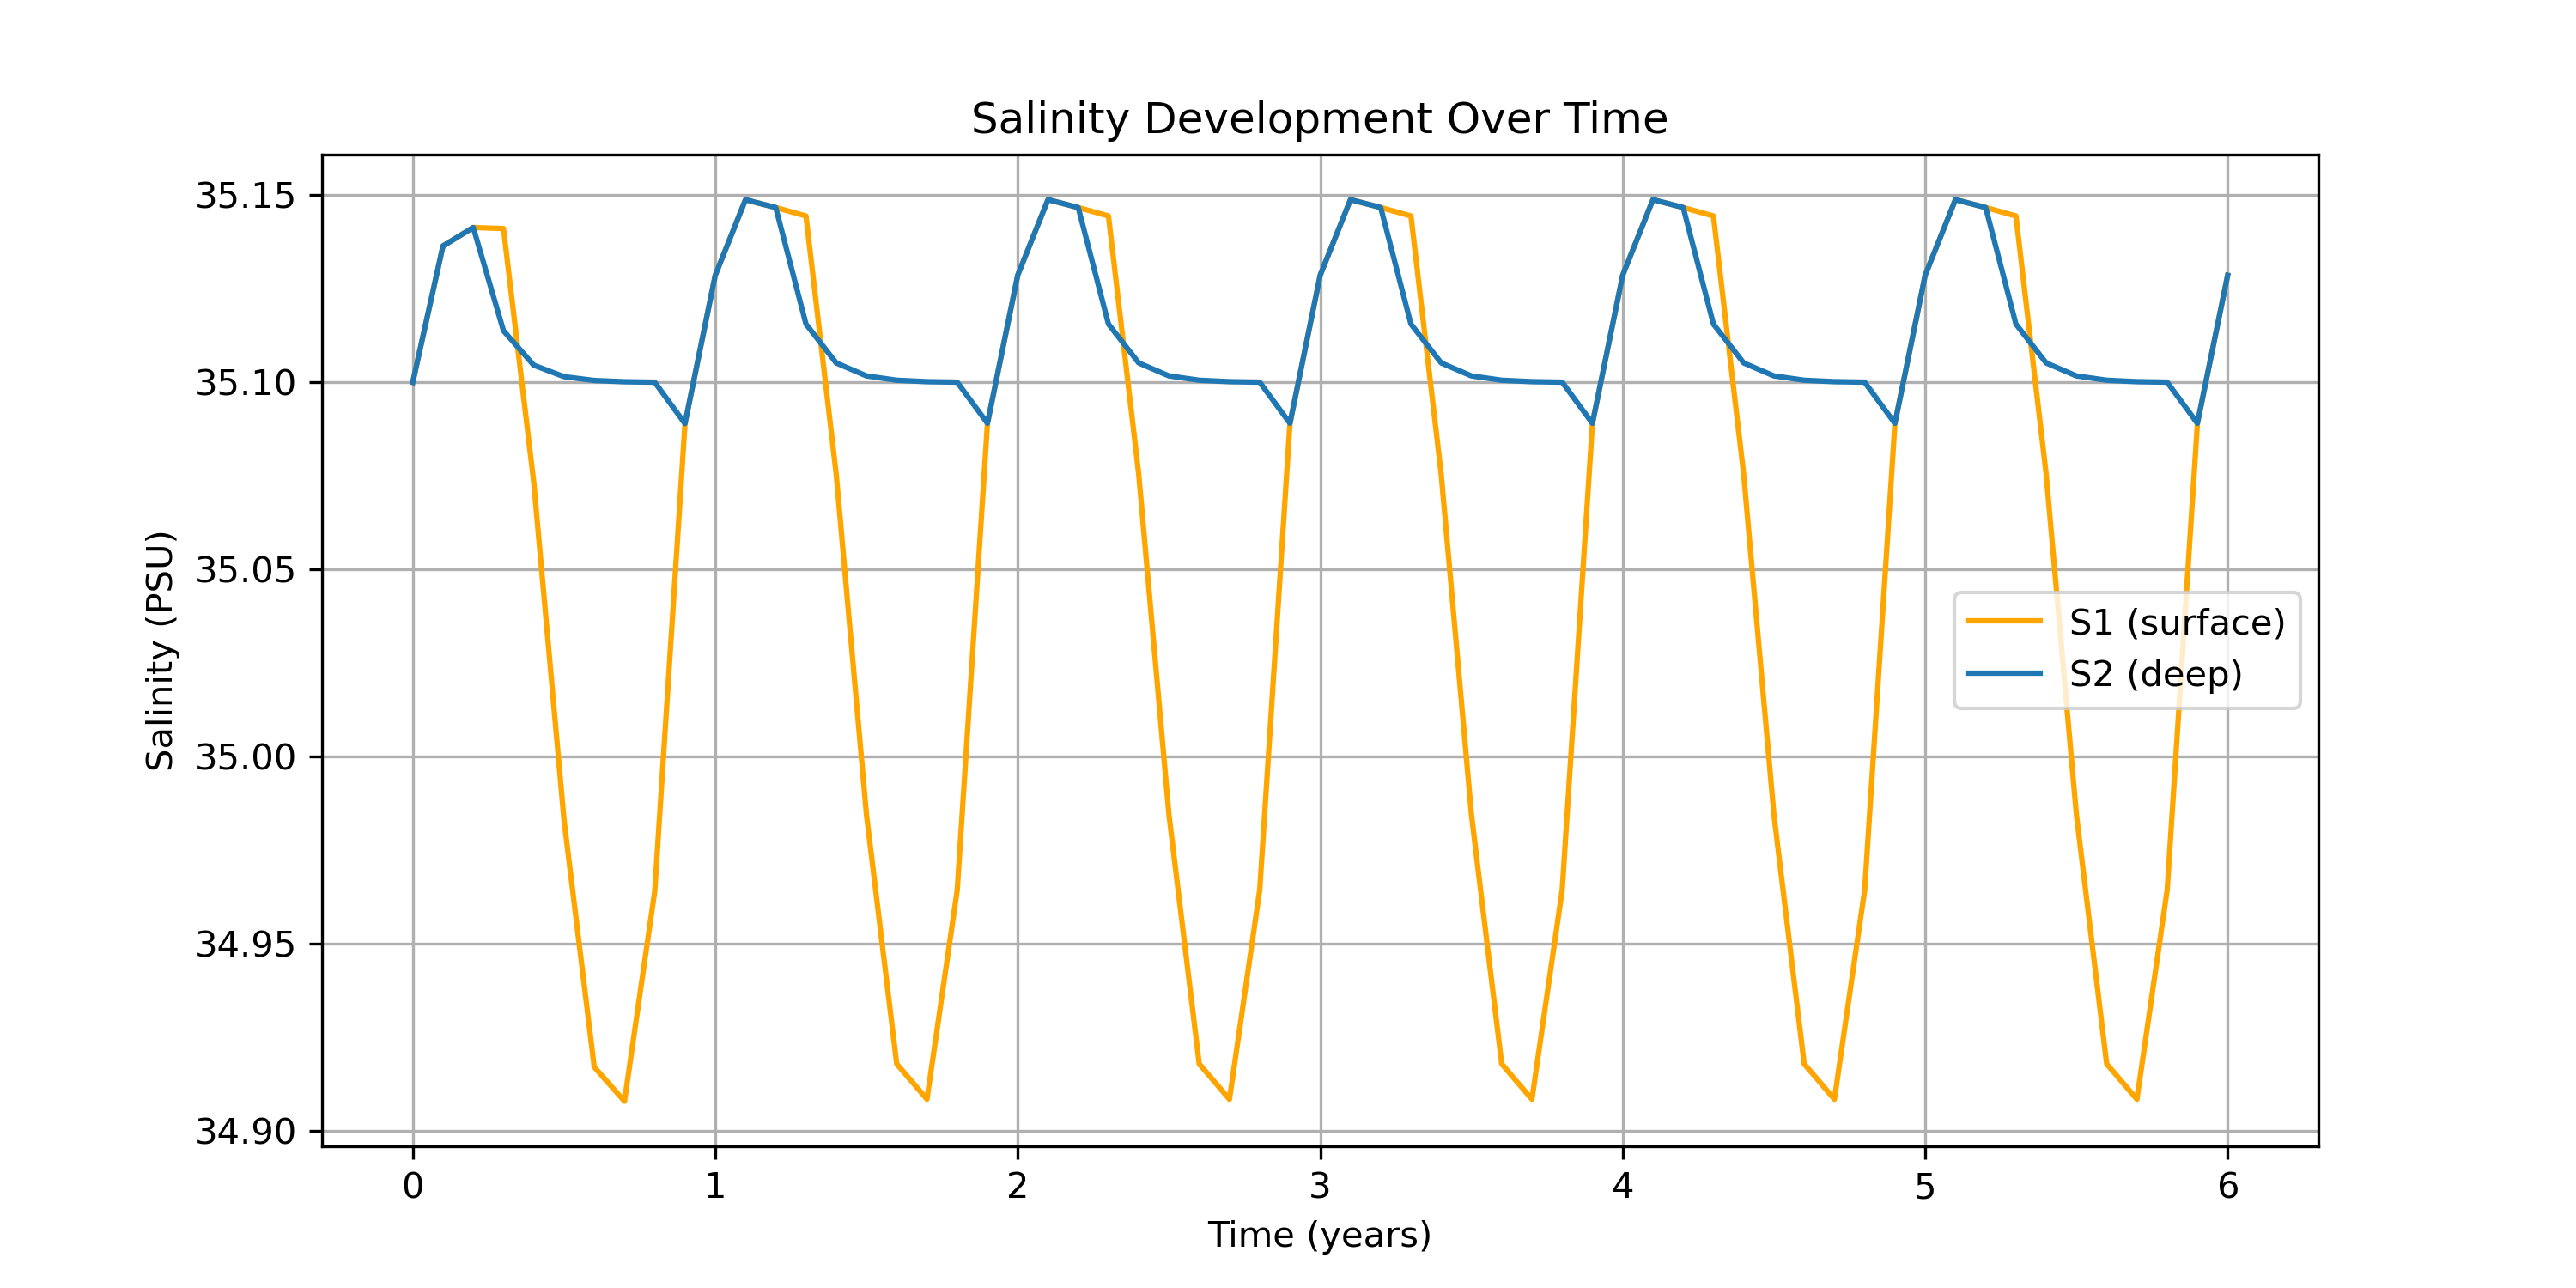 Salinity Development Over Time
Salinity (PSU)
35.15
35.10
35.05
35.00
34.95
34.90
S1 (surface)
S2 (deep)
0 1 2 3 4 5 6
Time (years)